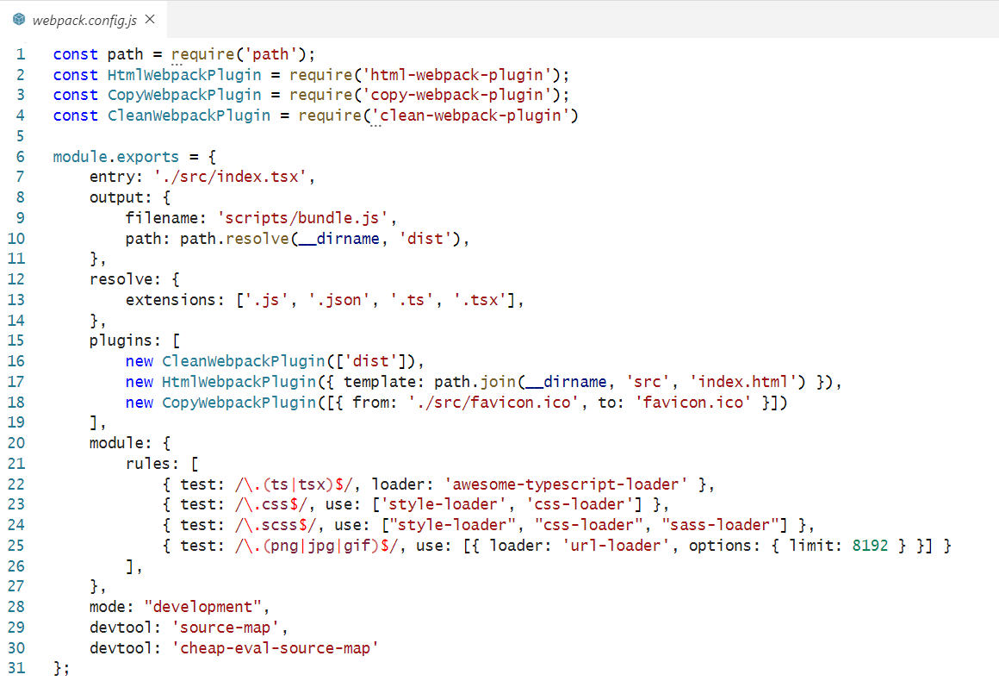 webpack.config.js
1 const path = require('path');
2 const HtmlWebpackPlugin = require('html-webpack-plugin');
3 const CopyWebpackPlugin = require('copy-webpack-plugin');
4 const CleanWebpackPlugin = require('clean-webpack-plugin')
5
6 module.exports = {
7     entry: './src/index.tsx',
8     output: {
9         filename: 'scripts/bundle.js',
10         path: path.resolve(__dirname, 'dist'),
11     },
12     resolve: {
13         extensions: ['.js', '.json', '.ts', '.tsx'],
14     },
15     plugins: [
16         new CleanWebpackPlugin(['dist']),
17         new HtmlWebpackPlugin({ template: path.join(__dirname, 'src', 'index.html') }),
18         new CopyWebpackPlugin([{ from: './src/favicon.ico', to: 'favicon.ico' }])
19     ],
20     module: {
21         rules: [
22             { test: /\.(ts|tsx)$/, loader: 'awesome-typescript-loader' },
23             { test: /\.css$/, use: ['style-loader', 'css-loader'] },
24             { test: /\.scss$/, use: ["style-loader", "css-loader", "sass-loader"] },
25             { test: /\.(png|jpg|gif)$/, use: [{ loader: 'url-loader', options: { limit: 8192 } }] }
26         ],
27     },
28     mode: "development",
29     devtool: 'source-map',
30     devtool: 'cheap-eval-source-map'
31 };